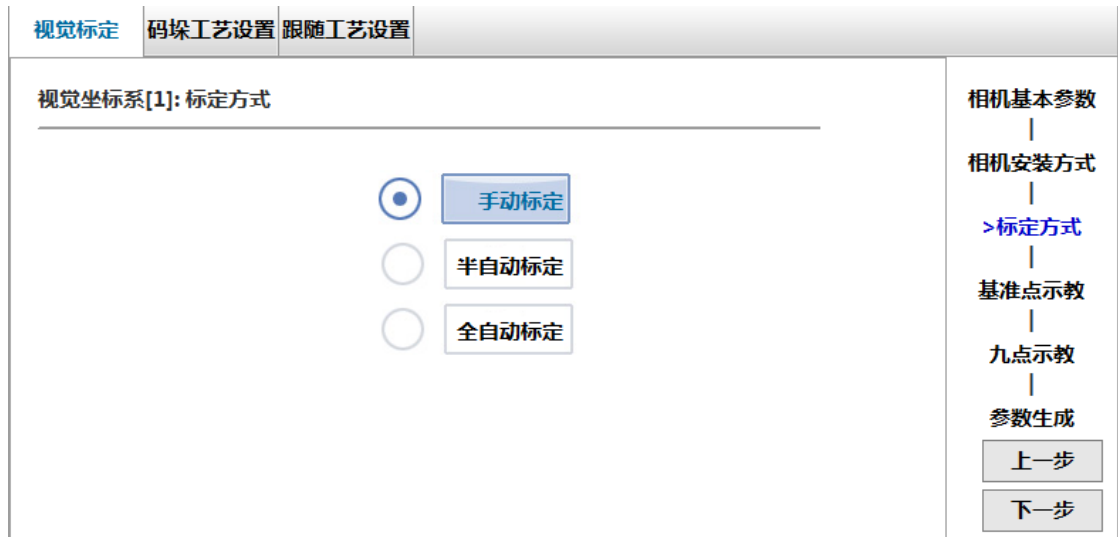 视觉标定 码垛工艺设置 跟随工艺设置
视觉坐标系[1]: 标定方式
手动标定
半自动标定
全自动标定
相机基本参数
|
相机安装方式
|
>标定方式
|
基准点示教
|
九点示教
|
参数生成
上一步
下一步